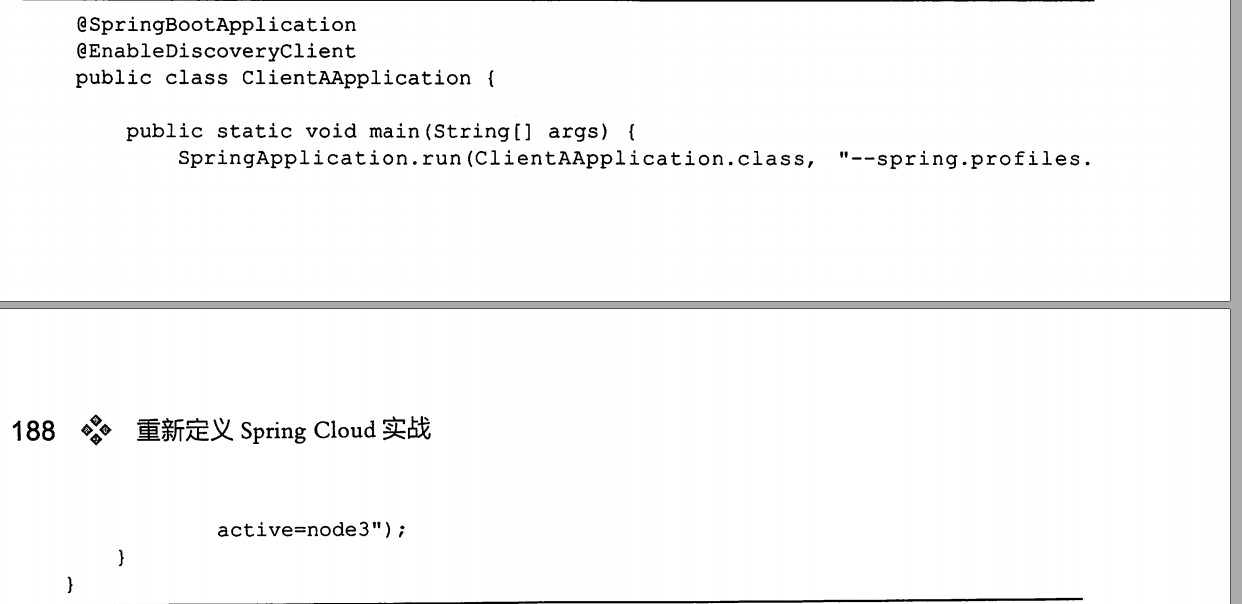 @SpringBootApplication
@EnableDiscoveryClient
public class ClientAApplication {
public static void main(String[] args) {
SpringApplication.run(ClientAApplication.class, "--spring.profiles.
188 重新定义 Spring Cloud 实战
active=node3");
}
}